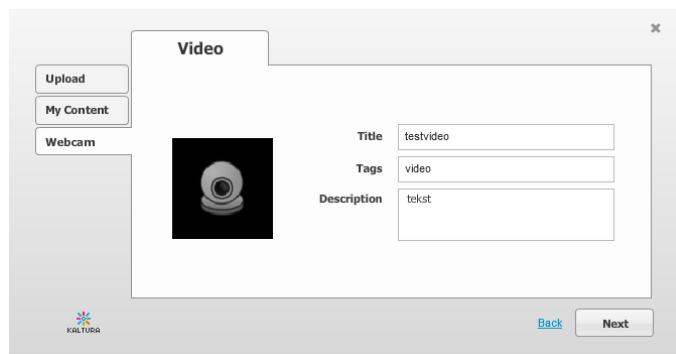 Video
Upload
My Content
Webcam
Title testvideo
Tags video
Description tekst
KALTURA
Back Next